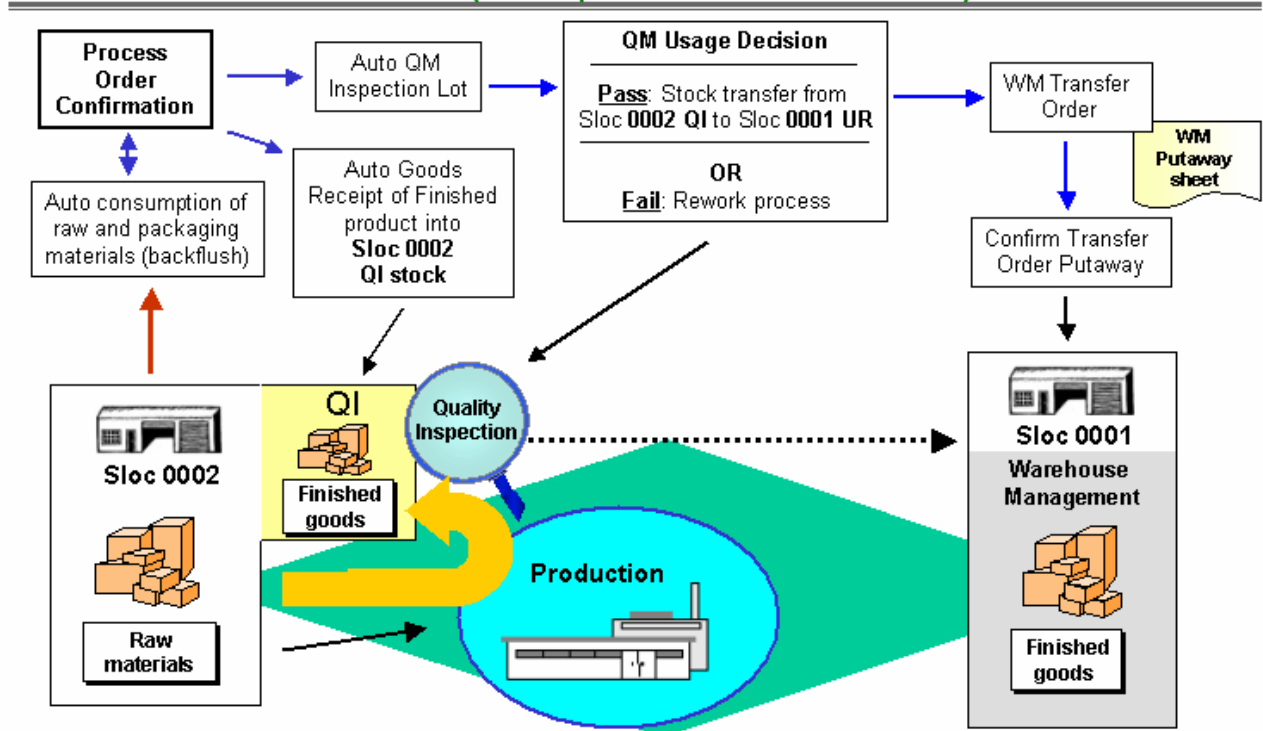 Process
Order
Confirmation
Auto QM
Inspection Lot
QM Usage Decision
Pass: Stock transfer from
Sloc 0002 QI to Sloc 0001 UR
OR
Fail: Rework process
WM Transfer
Order
WM
Putaway
sheet
Auto consumption of
raw and packaging
materials (backflush)
Auto Goods
Receipt of Finished
product into
Sloc 0002
QI stock
Confirm Transfer
Order Putaway
Sloc 0002
QI
Finished
goods
Quality
Inspection
Sloc 0001
Warehouse
Management
Production
Raw
materials
Finished
goods